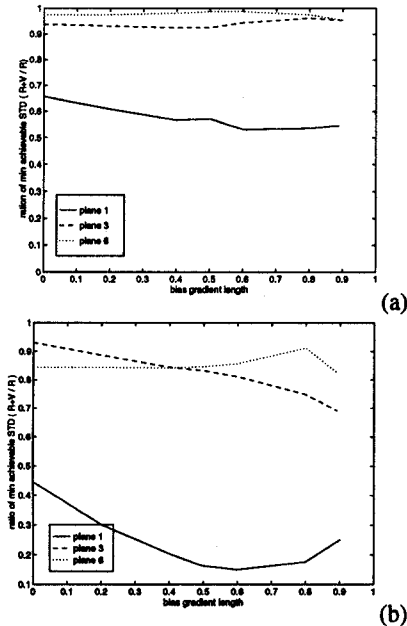 ration of min achievable STD ( R+V / R)
1
0.9
0.8
0.7
0.6
0.5
0.4
0.3
0.2
0.1
0
plane 1
plane 3
plane 6
0 0.1 0.2 0.3 0.4 0.5 0.6 0.7 0.8 0.9 1
bias gradient length
(a)
ratio of min achievable STD ( R+V / R)
1
0.9
0.8
0.7
0.6
0.5
0.4
0.3
0.2
0.1
plane 1
plane 3
plane 6
0 0.1 0.2 0.3 0.4 0.5 0.6 0.7 0.8 0.9 1
bias gradient length
(b)